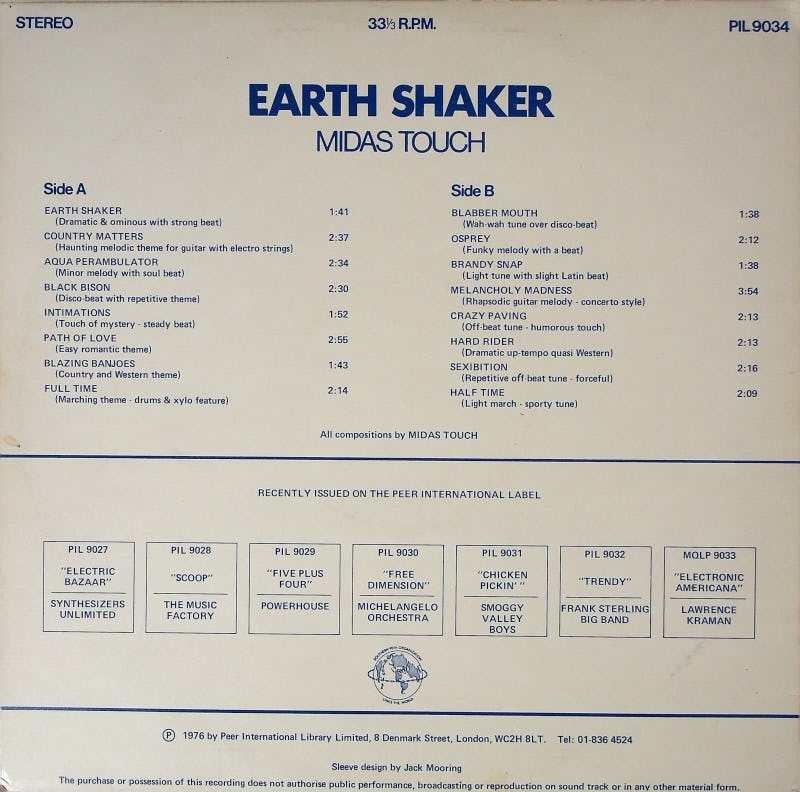 STEREO
33⅓ R.P.M.
PIL 9034
EARTH SHAKER
MIDAS TOUCH
Side A
EARTH SHAKER 1:41
(Dramatic & ominous with strong beat)
COUNTRY MATTERS 2:37
(Haunting melodic theme for guitar with electro strings)
AQUA PERAMBULATOR 2:34
(Minor melody with soul beat)
BLACK BISON 2:30
(Disco-beat with repetitive theme)
INTIMATIONS 1:52
(Touch of mystery - steady beat)
PATH OF LOVE 2:55
(Easy romantic theme)
BLAZING BANJOES 1:43
(Country and Western theme)
FULL TIME 2:14
(Marching theme - drums & xylo feature)
Side B
BLABBER MOUTH 1:38
(Wah-wah tune over disco-beat)
OSPREY 2:12
(Funky melody with a beat)
BRANDY SNAP 1:38
(Light tune with slight Latin beat)
MELANCHOLY MADNESS 3:54
(Rhapsodic guitar melody - concerto style)
CRAZY PAVING 2:13
(Off-beat tune - humorous touch)
HARD RIDER 2:13
(Dramatic up-tempo quasi Western)
SEXIBITION 2:16
(Repetitive off-beat tune - forceful)
HALF TIME 2:09
(Light march - sporty tune)
All compositions by MIDAS TOUCH
RECENTLY ISSUED ON THE PEER INTERNATIONAL LABEL
PIL 9027
"ELECTRIC
BAZAAR"
SYNTHESIZERS
UNLIMITED
PIL 9028
"SCOOP"
THE MUSIC
FACTORY
PIL 9029
"FIVE PLUS
FOUR"
POWERHOUSE
PIL 9030
"FREE
DIMENSION"
MICHELANGELO
ORCHESTRA
PIL 9031
"CHICKEN
PICKIN' "
SMOGGY
VALLEY
BOYS
PIL 9032
"TRENDY"
FRANK STERLING
BIG BAND
MQLP 9033
"ELECTRONIC
AMERICANA"
LAWRENCE
KRAMAN
℗ 1976 by Peer International Library Limited, 8 Denmark Street, London, WC2H 8LT. Tel: 01-836 4524
Sleeve design by Jack Mooring
The purchase or possession of this recording does not authorise public performance, broadcasting or reproduction on sound track or in any other material form.